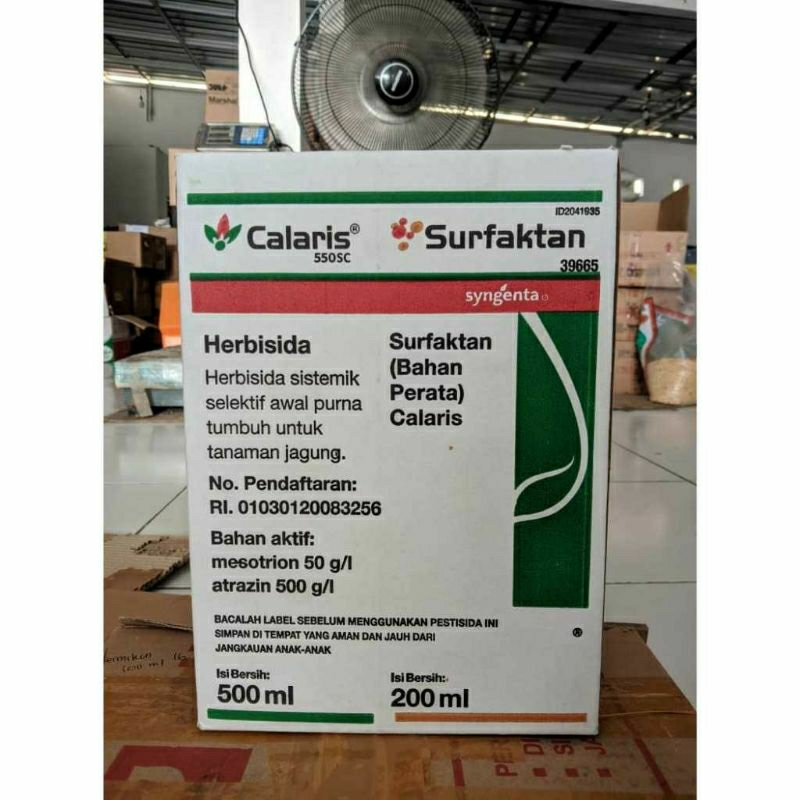 Marshal
ID2041935
Calaris®
550SC
Surfaktan
39665
syngenta
Herbisida
Herbisida sistemik
selektif awal purna
tumbuh untuk
tanaman jagung.
No. Pendaftaran:
RI. 01030120083256
Bahan aktif:
mesotrion 50 g/l
atrazin 500 g/l
Surfaktan
(Bahan
Perata)
Calaris
BACALAH LABEL SEBELUM MENGGUNAKAN PESTISIDA INI
SIMPAN DI TEMPAT YANG AMAN DAN JAUH DARI
JANGKAUAN ANAK-ANAK
®
Isi Bersih:
500 ml
Isi Bersih:
200 ml